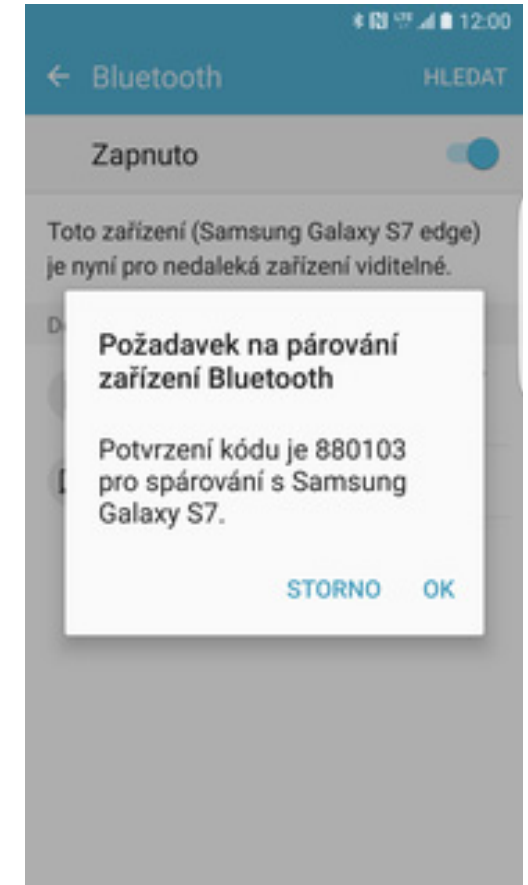 12:00
Bluetooth HLEDAT
Zapnuto
Toto zařízení (Samsung Galaxy S7 edge)
je nyní pro nedaleká zařízení viditelné.
D
Požadavek na párování
zařízení Bluetooth
Potvrzení kódu je 880103
pro spárování s Samsung
Galaxy S7.
STORNO OK